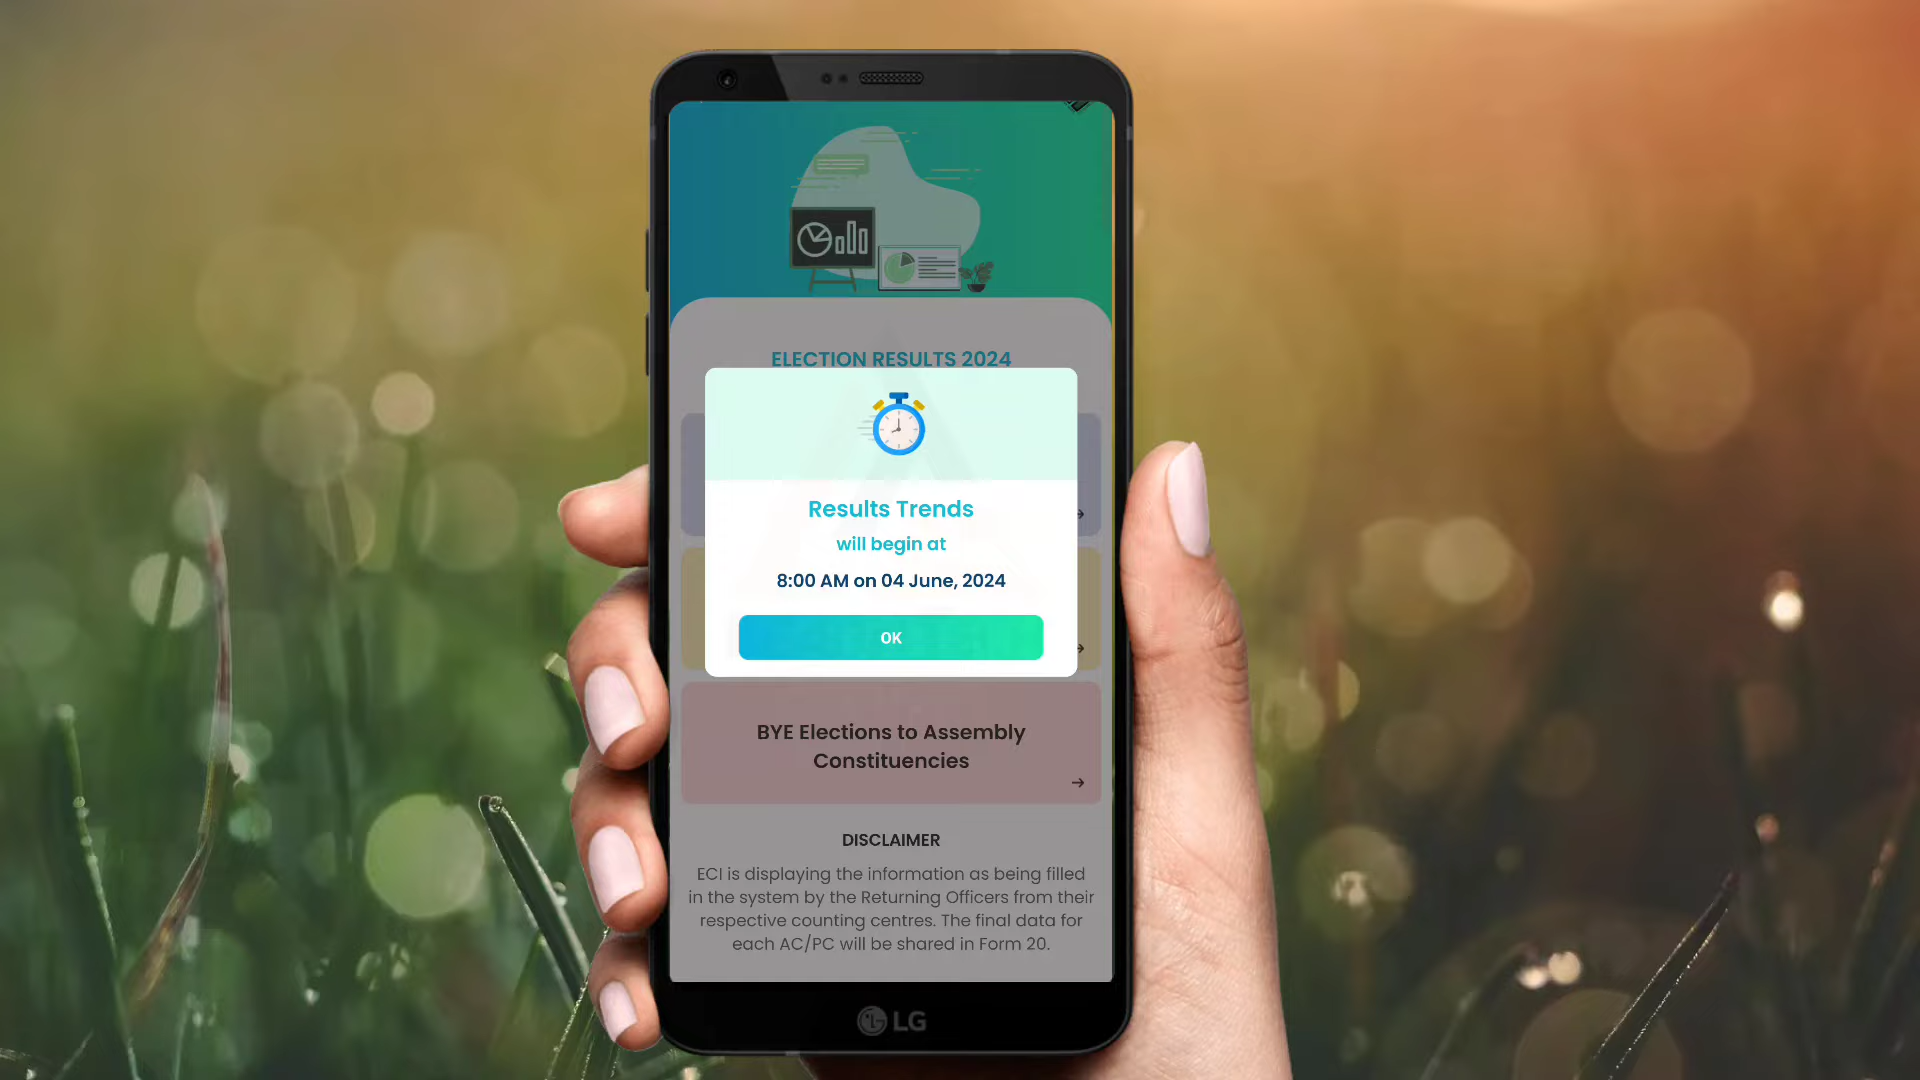 ELECTION RESULTS 2024
Results Trends
will begin at
8:00 AM on 04 June, 2024
OK
BYE Elections to Assembly
Constituencies
DISCLAIMER
ECI is displaying the information as being filled
in the system by the Returning Officers from their
respective counting centres. The final data for
each AC/PC will be shared in Form 20.
LG